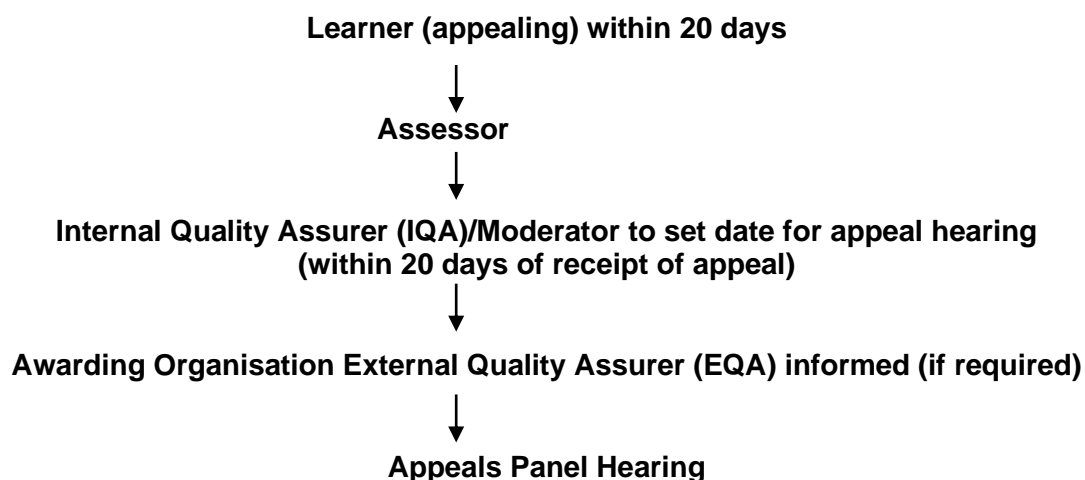 Learner (appealing) within 20 days
Assessor
Internal Quality Assurer (IQA)/Moderator to set date for appeal hearing
(within 20 days of receipt of appeal)
Awarding Organisation External Quality Assurer (EQA) informed (if required)
Appeals Panel Hearing